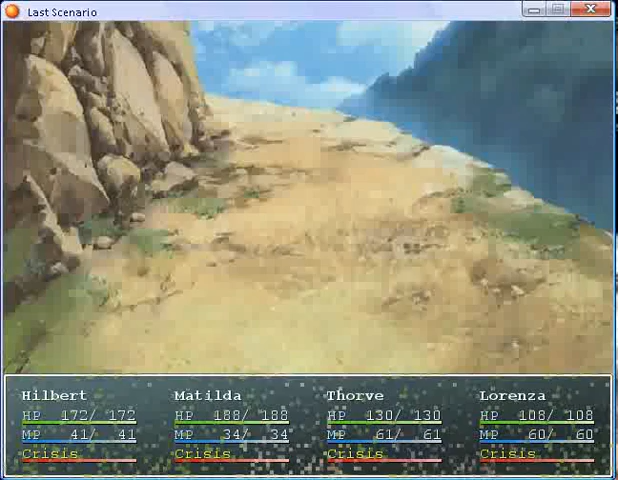 Last Scenario
Hilbert Matilda Thorve Lorenza
HP 172/ 172 HP 188/ 188 HP 130/ 130 HP 108/ 108
MP 41/ 41 MP 34/ 34 MP 61/ 61 MP 60/ 60
Crisis Crisis Crisis Crisis